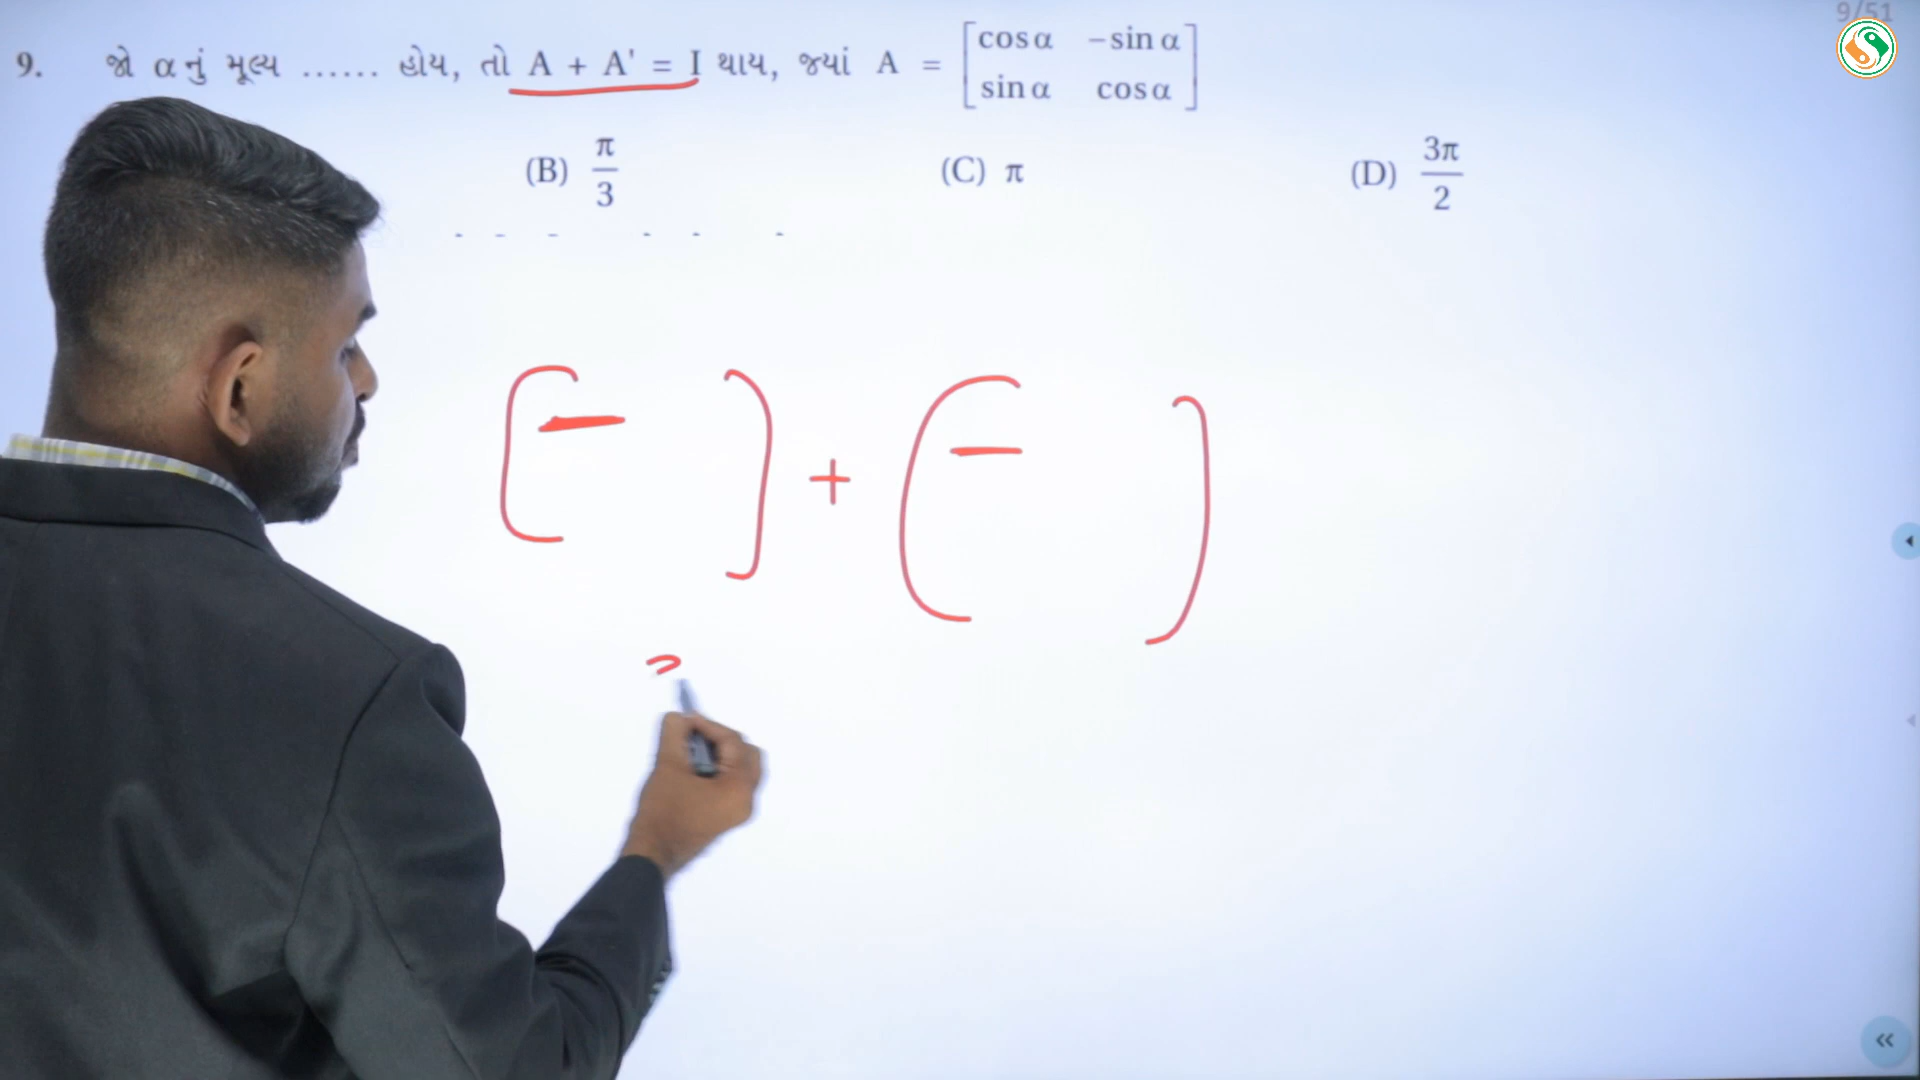 9/51
9. જો α નું મૂલ્ય ...... હોય, તો A + A' = I થાય, જ્યાં A = [cos α −sin α
sin α cos α]
(B) π/3 (C) π (D) 3π/2
[− ] + [− ]